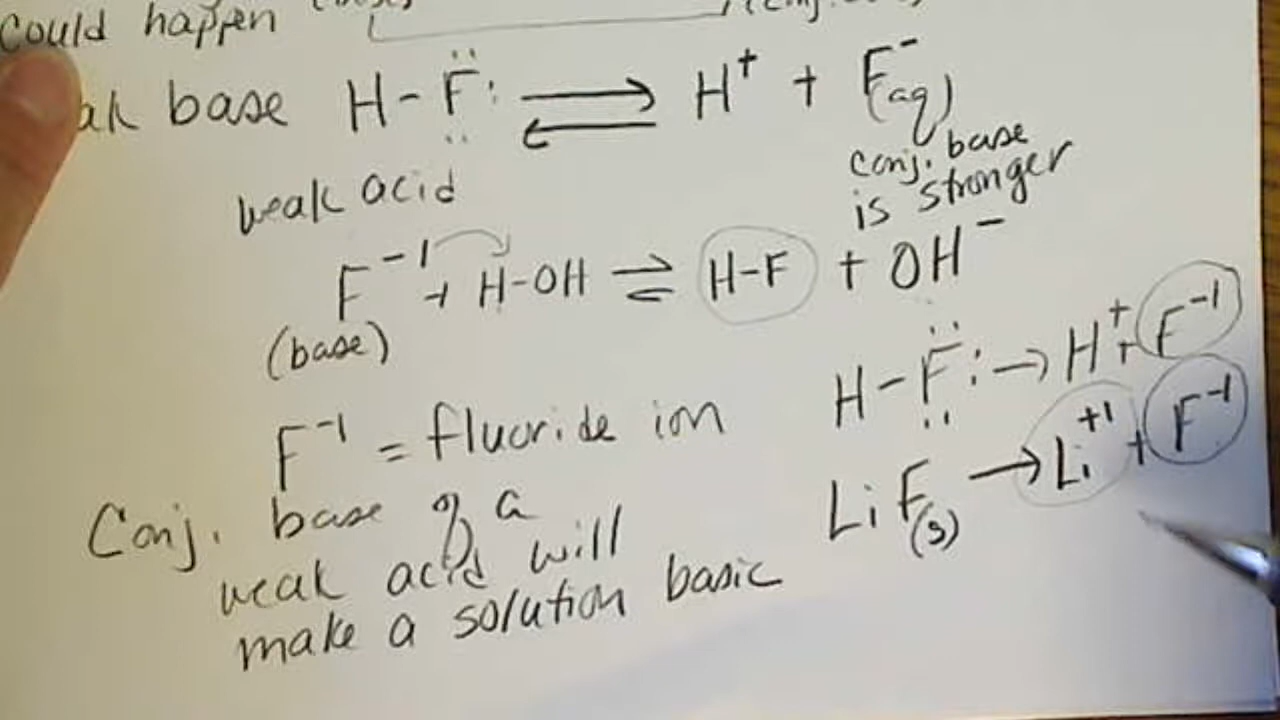 could happen
base H-F: ⇌ H⁺ + F⁻(aq)
weak acid
conj. base
is stronger
F⁻¹ + H-OH ⇌ H-F + OH⁻
(base)
H-F: → H⁺ + F⁻¹
F⁻¹ = fluoride ion
LiF(s) → Li⁺¹ + F⁻¹
Conj. base of a
weak acid will
make a solution basic